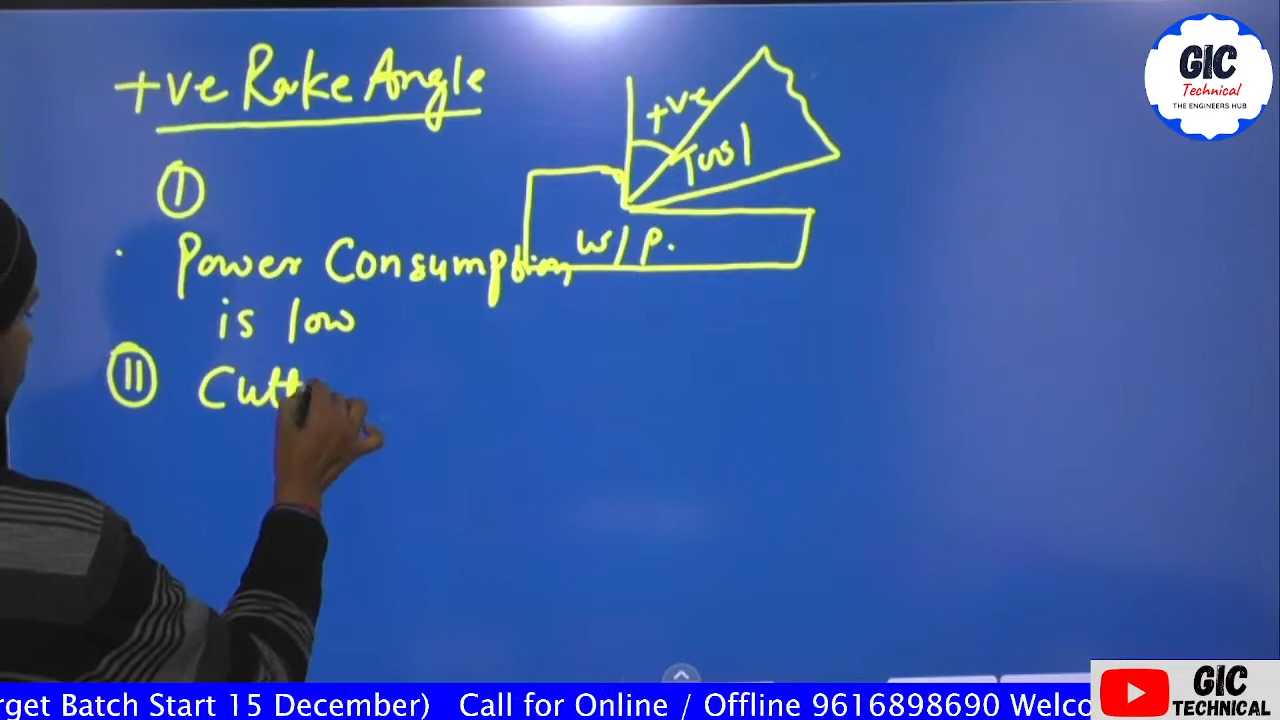 +ve Rake Angle
+ve
Tool
W/P.
I
Power Consumption
is low
II Cutt
GIC
Technical
THE ENGINEERS HUB
rget Batch Start 15 December) Call for Online / Offline 9616898690 Welco
GIC
TECHNICAL